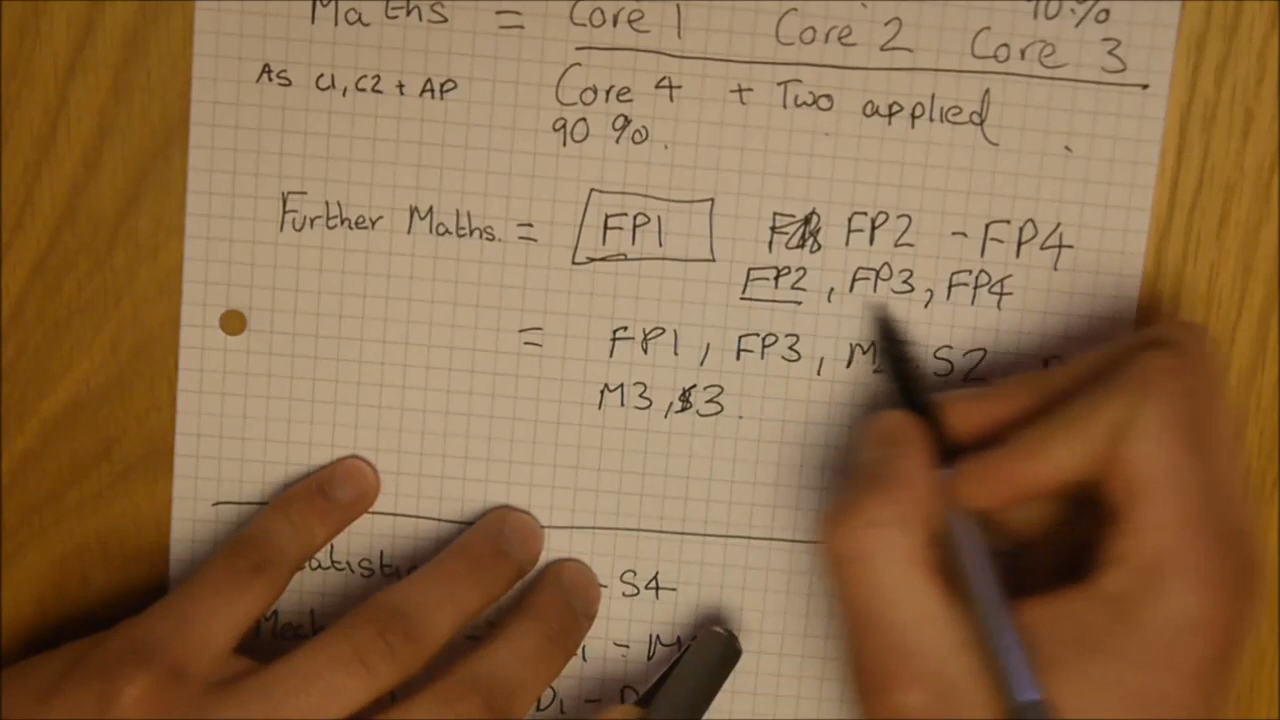 Maths = Core 1 Core 2 Core 3
As C1, C2 + AP Core 4 + Two applied
90 %.
Further Maths. = FP1 FP2 - FP4
FP2, FP3, FP4
= FP1, FP3, S2
M3, S3.
- S4